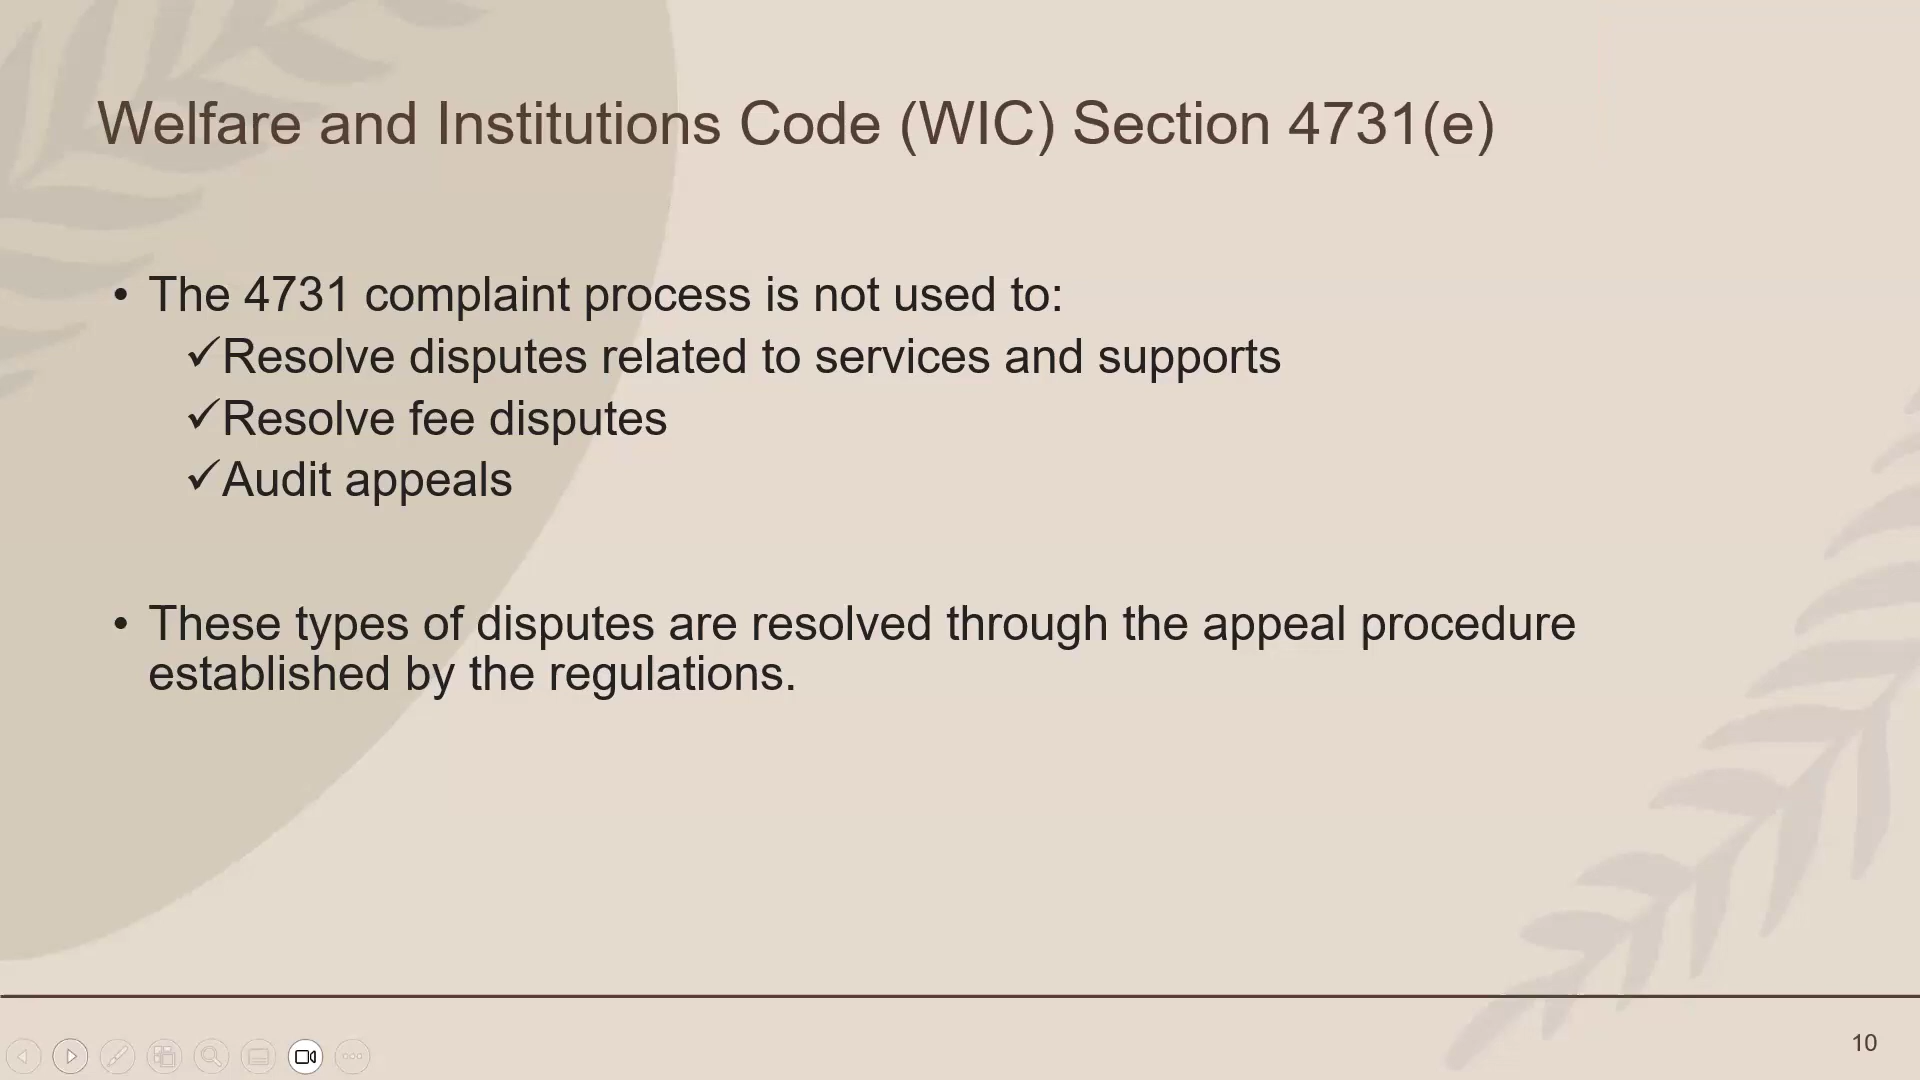 Welfare and Institutions Code (WIC) Section 4731(e)
• The 4731 complaint process is not used to:
✓Resolve disputes related to services and supports
✓Resolve fee disputes
✓Audit appeals
• These types of disputes are resolved through the appeal procedure
established by the regulations.
10